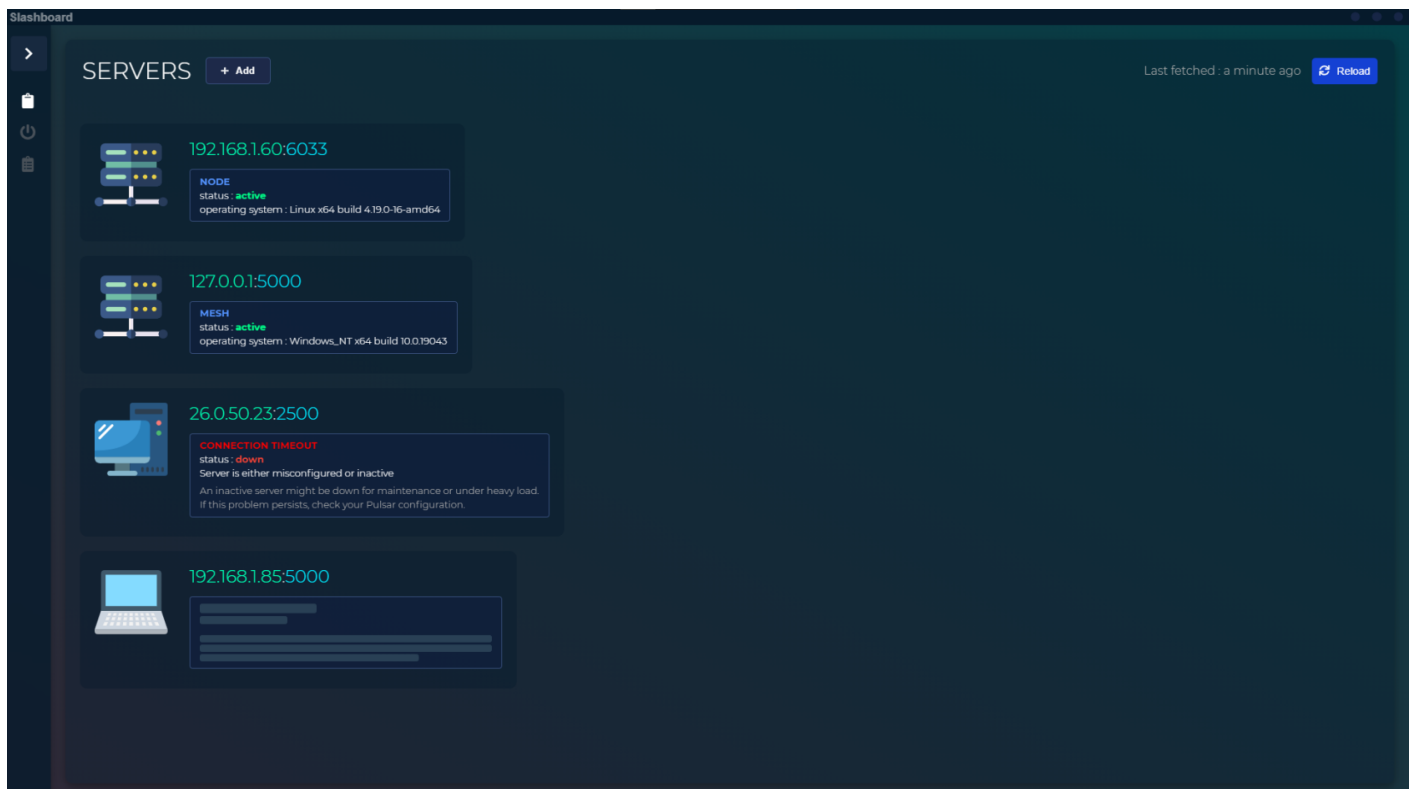 Slashboard
SERVERS
+ Add
Last fetched : a minute ago
Reload
192.168.1.60:6033
NODE
status : active
operating system : Linux x64 build 4.19.0-16-amd64
127.0.0.1:5000
MESH
status : active
operating system : Windows_NT x64 build 10.0.19043
26.0.50.23:2500
CONNECTION TIMEOUT
status : down
Server is either misconfigured or inactive
An inactive server might be down for maintenance or under heavy load.
If this problem persists, check your Pulsar configuration.
192.168.1.85:5000